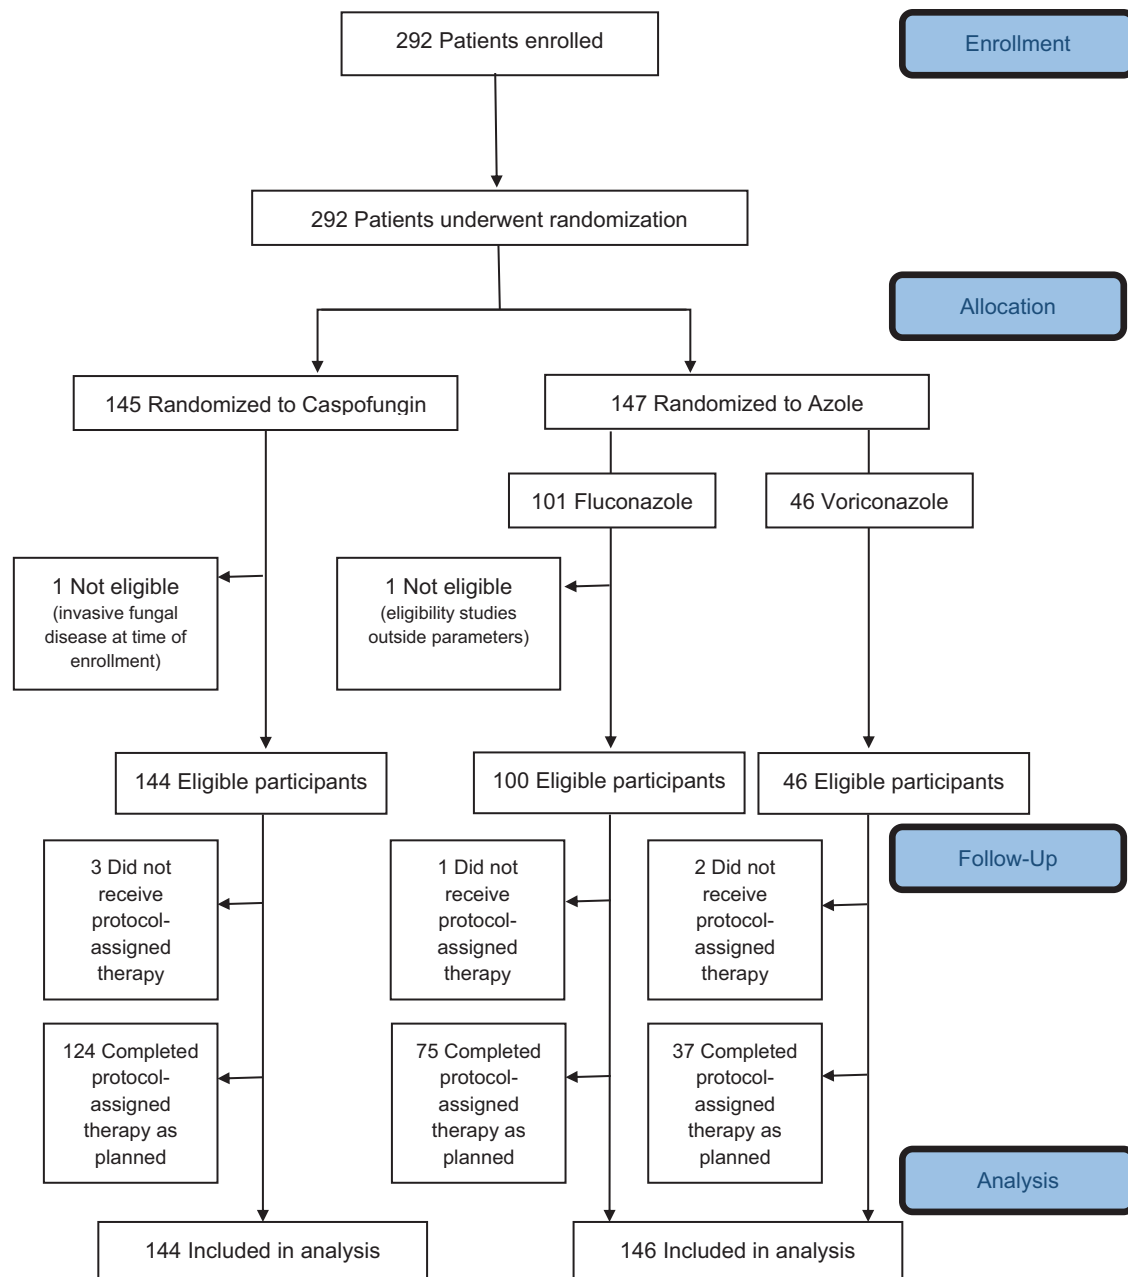 292 Patients enrolled
Enrollment
292 Patients underwent randomization
Allocation
145 Randomized to Caspofungin
147 Randomized to Azole
101 Fluconazole
46 Voriconazole
1 Not eligible
(invasive fungal
disease at time of
enrollment)
1 Not eligible
(eligibility studies
outside parameters)
144 Eligible participants
100 Eligible participants
46 Eligible participants
3 Did not
receive
protocol-
assigned
therapy
1 Did not
receive
protocol-
assigned
therapy
2 Did not
receive
protocol-
assigned
therapy
Follow-Up
124 Completed
protocol-
assigned
therapy as
planned
75 Completed
protocol-
assigned
therapy as
planned
37 Completed
protocol-
assigned
therapy as
planned
Analysis
144 Included in analysis
146 Included in analysis